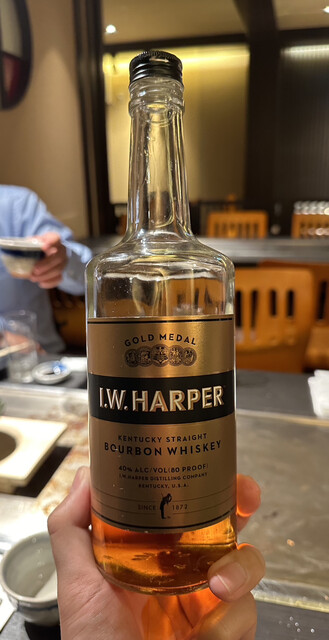 GOLD MEDAL
I.W. HARPER
KENTUCKY STRAIGHT
BOURBON WHISKEY
40% ALC/VOL(80 PROOF)
I.W.HARPER DISTILLING COMPANY
KENTUCKY, U.S.A.
SINCE 1872